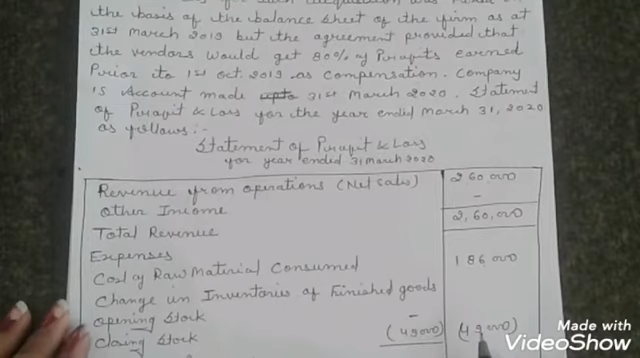 the basis of the balance sheet of the firm as at
31st March 2019 but the agreement provided that
the vendors would get 80% of Profits earned
Prior to 1st Oct 2019 as Compensation. Company
is Account made upto 31st March 2020. Statement
of Profit & Loss for the year ended March 31, 2020
as follows:-
Statement of Profit & Loss
for year ended 31 March 2020
Revenue from operations (Net Sales) 260,000
Other Income -
Total Revenue 2,60,000
Expenses
Cost of Raw Material Consumed 186,000
Change in Inventories of Finished goods
Opening Stock -
Closing Stock (49000) (49000)
Made with
VideoShow